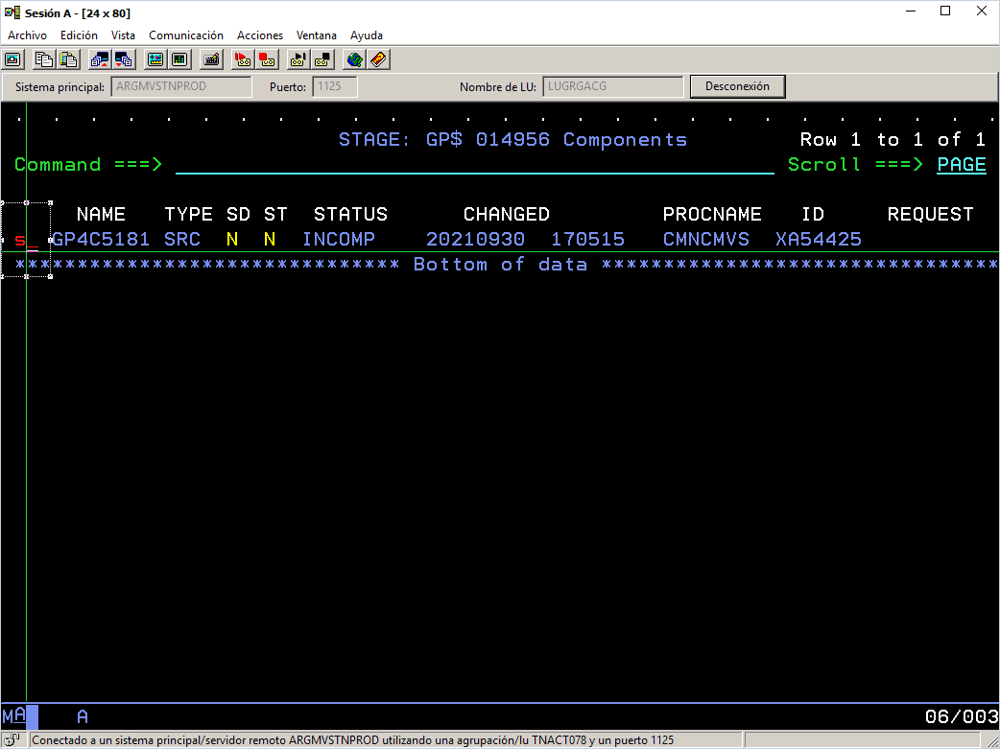 Sesión A - [24 x 80]
Archivo Edición Vista Comunicación Acciones Ventana Ayuda
Sistema principal: ARGMVSTNPROD Puerto: 1125 Nombre de LU: LUGRGACG Desconexión
. . . . . . . . . . . . . . . . . . . . . . . . . . .
STAGE: GP$ 014956 Components Row 1 to 1 of 1
Command ===> Scroll ===> PAGE
NAME TYPE SD ST STATUS CHANGED PROCNAME ID REQUEST
s_ GP4C5181 SRC N N INCOMP 20210930 170515 CMNCMVS XA54425
******************************* Bottom of data ********************************
MA A 06/003
Conectado a un sistema principal/servidor remoto ARGMVSTNPROD utilizando una agrupación/lu TNACT078 y un puerto 1125